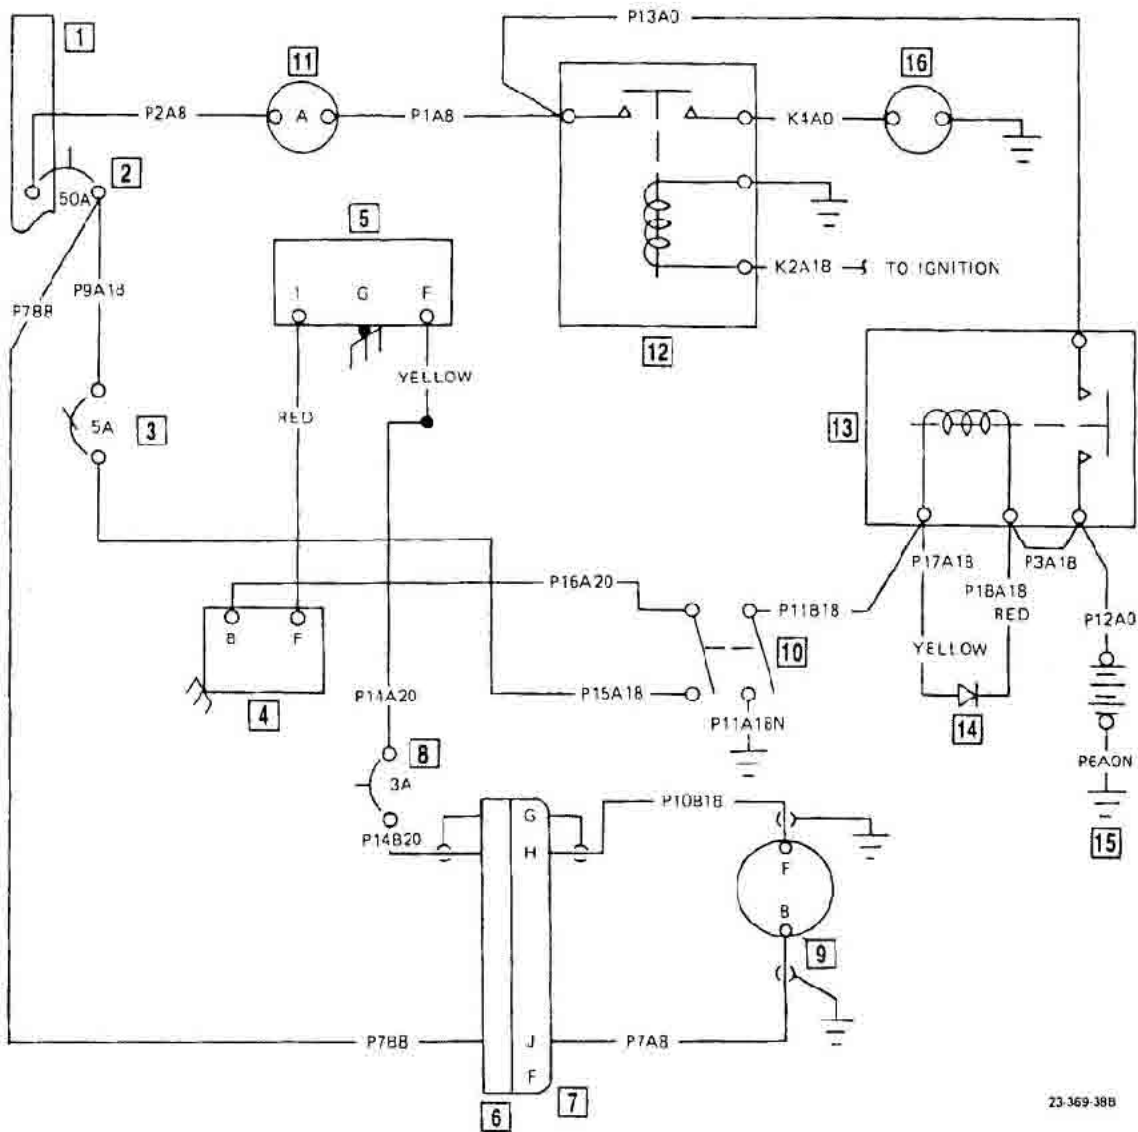 P13A0
1
11
16
P2A8
A
P1A8
K4A0
2
50A
5
P9A18
K2A18
TO IGNITION
P7B8
I
G
F
12
YELLOW
RED
3
5A
13
P17A18
P3A18
P16A20
P18A18
RED
P11B18
P12A0
B
F
10
YELLOW
P14A20
P15A18
4
P11A18N
14
8
P6A0N
3A
P10B18
G
P14B20
H
15
F
B
9
P7B8
J
P7A8
F
6
7
23-369-38B